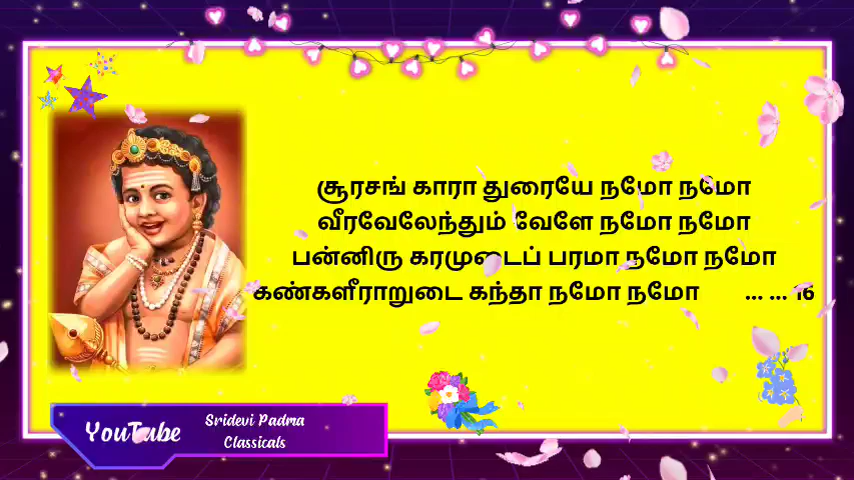 சூரசங் காரா துரையே நமோ நமோ
வீரவேலேந்தும் வேளே நமோ நமோ
பன்னிரு கரமுடைப் பரமா நமோ நமோ
கண்களீராறுடை கந்தா நமோ நமோ ... ... 16
YouTube
Sridevi Padma
Classicals